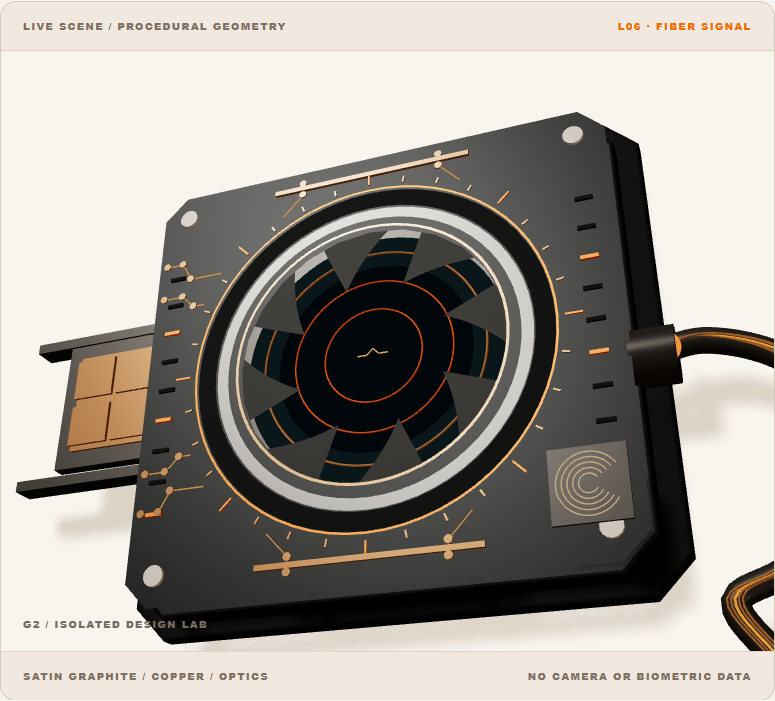 LIVE SCENE / PROCEDURAL GEOMETRY
L06 · FIBER SIGNAL
G2 / ISOLATED DESIGN LAB
SATIN GRAPHITE / COPPER / OPTICS
NO CAMERA OR BIOMETRIC DATA